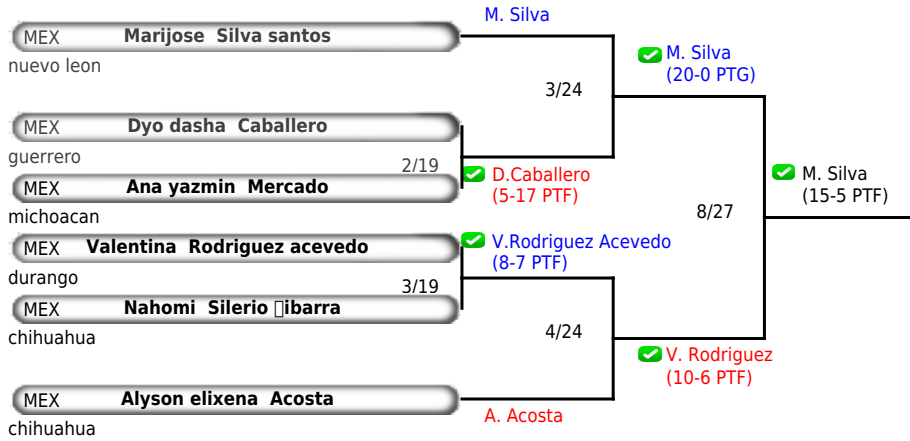 M. Silva
MEX Marijose Silva santos
nuevo leon
M. Silva
(20-0 PTG)
3/24
MEX Dyo dasha Caballero
guerrero
2/19
D.Caballero
(5-17 PTF)
MEX Ana yazmin Mercado
michoacan
M. Silva
(15-5 PTF)
8/27
MEX Valentina Rodriguez acevedo
V.Rodriguez Acevedo
(8-7 PTF)
durango
3/19
MEX Nahomi Silerio ▯ibarra
chihuahua
4/24
V. Rodriguez
(10-6 PTF)
MEX Alyson elixena Acosta
A. Acosta
chihuahua